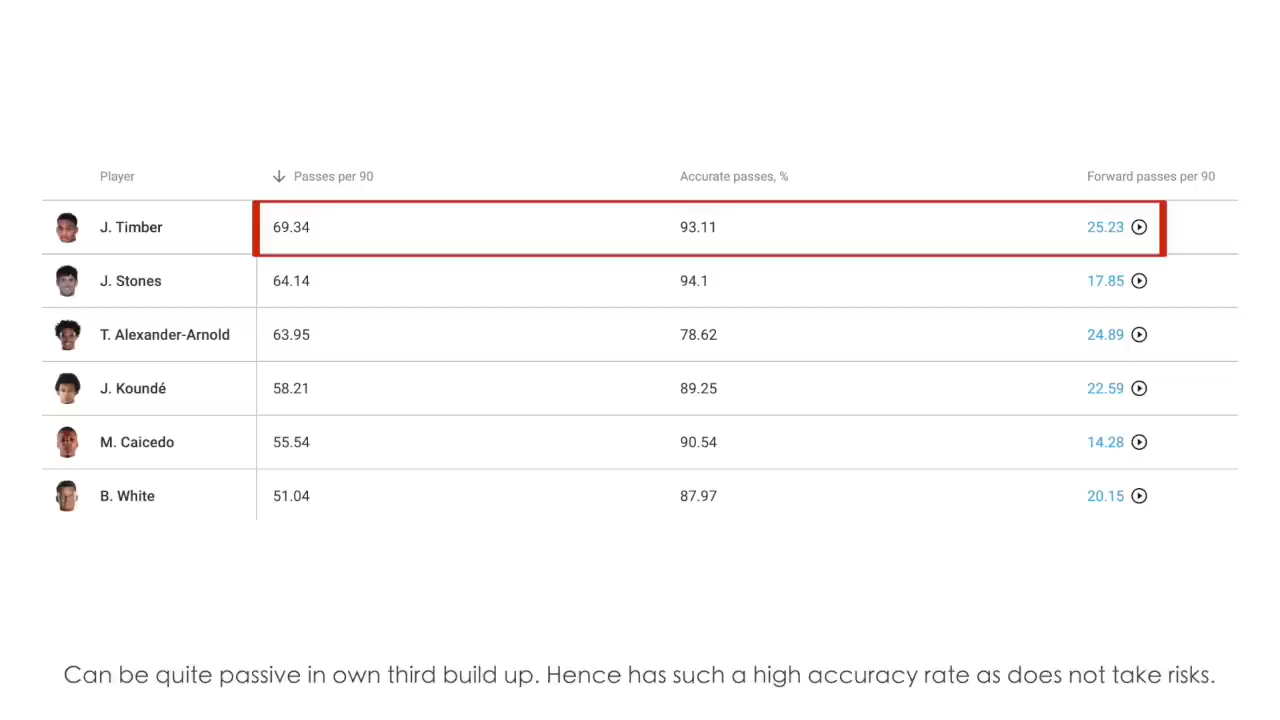 Player Passes per 90 Accurate passes, % Forward passes per 90
J. Timber 69.34 93.11 25.23
J. Stones 64.14 94.1 17.85
T. Alexander-Arnold 63.95 78.62 24.89
J. Koundé 58.21 89.25 22.59
M. Caicedo 55.54 90.54 14.28
B. White 51.04 87.97 20.15
Can be quite passive in own third build up. Hence has such a high accuracy rate as does not take risks.